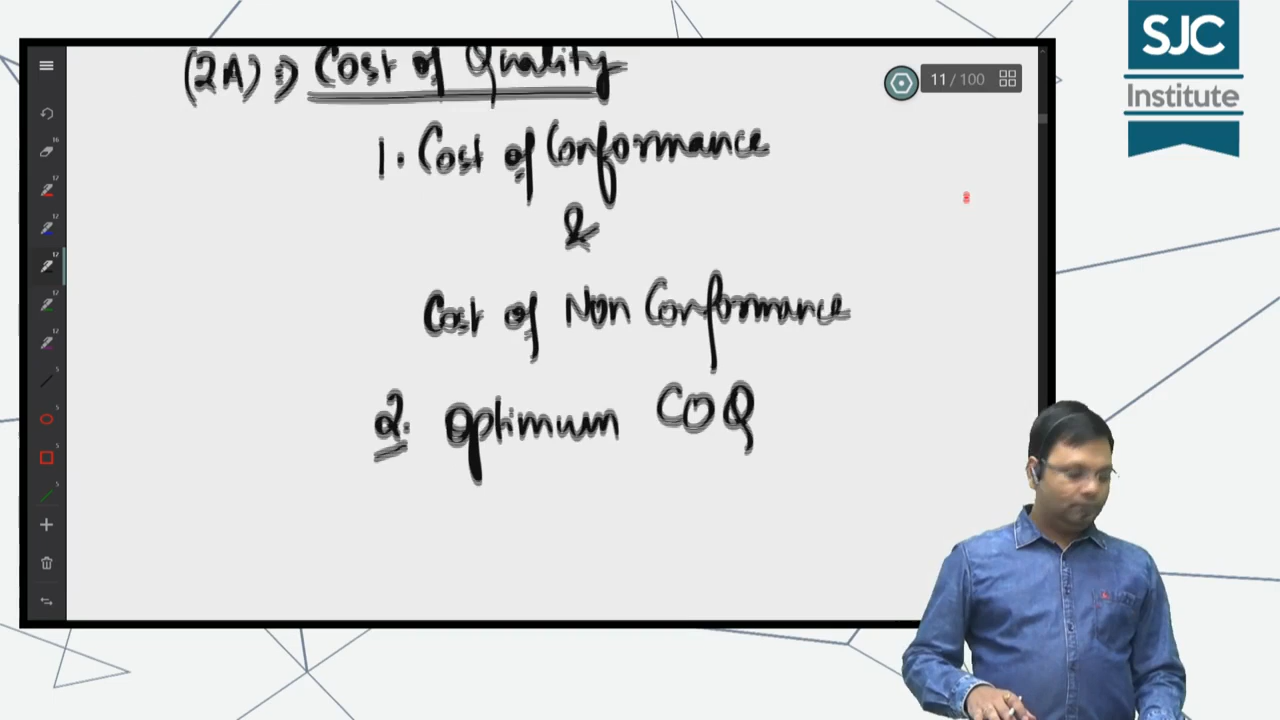 (2A) ⇒ Cost of Quality
11 / 100
SJC
Institute
1. Cost of Conformance
&
Cost of Non Conformance
2. Optimum COQ